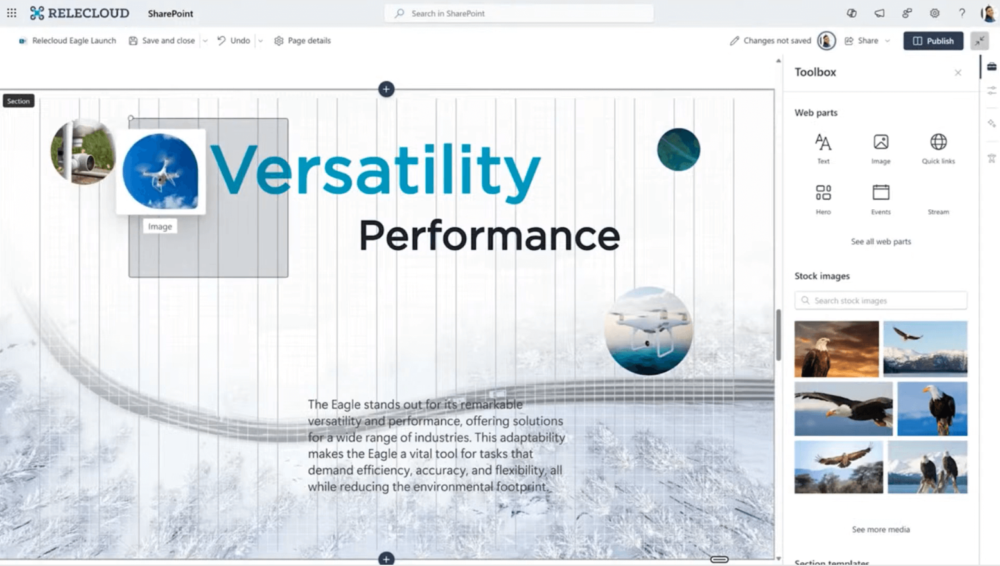 RELECLOUD
SharePoint
Search in SharePoint
?
Relecloud Eagle Launch
Save and close
Undo
Page details
Changes not saved
Share
Publish
Section
Image
Versatility
Performance
The Eagle stands out for its remarkable
versatility and performance, offering solutions
for a wide range of industries. This adaptability
makes the Eagle a vital tool for tasks that
demand efficiency, accuracy, and flexibility, all
while reducing the environmental footprint.
Toolbox
Web parts
Text
Image
Quick links
Hero
Events
Stream
See all web parts
Stock images
Search stock images
See more media
Section templates